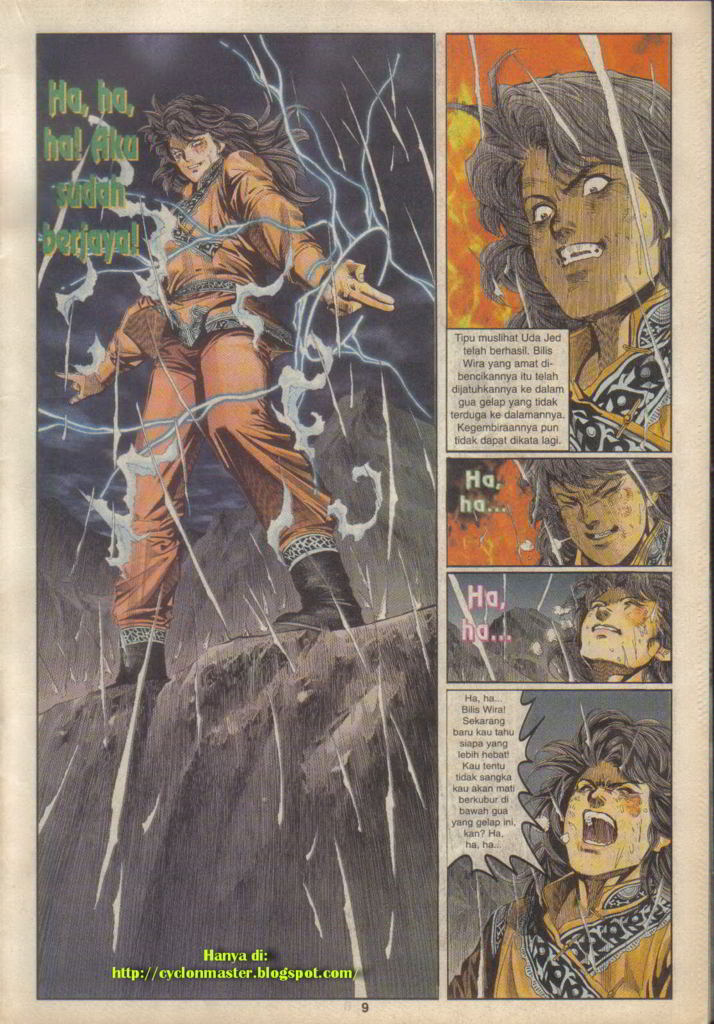 Ha, ha,
ha! Aku
sudah
berjaya!
Tipu muslihat Uda Jed
telah berhasil. Bilis
Wira yang amat di-
bencikannya itu telah
dijatuhkannya ke dalam
gua gelap yang tidak
terduga ke dalamannya.
Kegembiraannya pun
tidak dapat dikata lagi.
Ha,
ha...
Ha,
ha...
Ha, ha...
Bilis Wira!
Sekarang
baru kau tahu
siapa yang
lebih hebat!
Kau tentu
tidak sangka
kau akan mati
berkubur di
bawah gua
yang gelap ini,
kan? Ha,
ha, ha...
Hanya di:
http://cyclonmaster.blogspot.com/
9